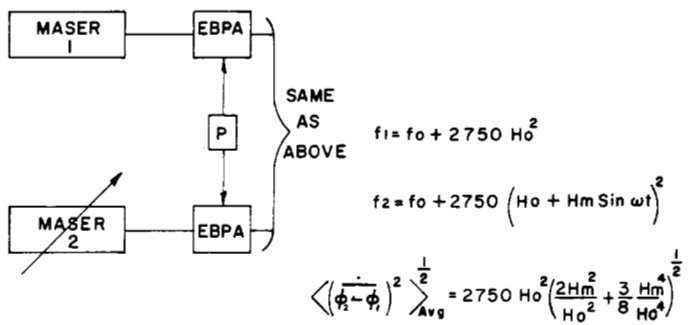 MASER
1
EBPA
SAME
AS
ABOVE
P
MASER
2
EBPA
f1 = fo + 2750 Ho²
f2 = fo + 2750 (Ho + Hm Sin ωt)²
⟨(ϕ̇₂ - ϕ̇₁)²⟩^½ Avg = 2750 Ho² (2Hm²/Ho² + 3/8 Hm⁴/Ho⁴)^½